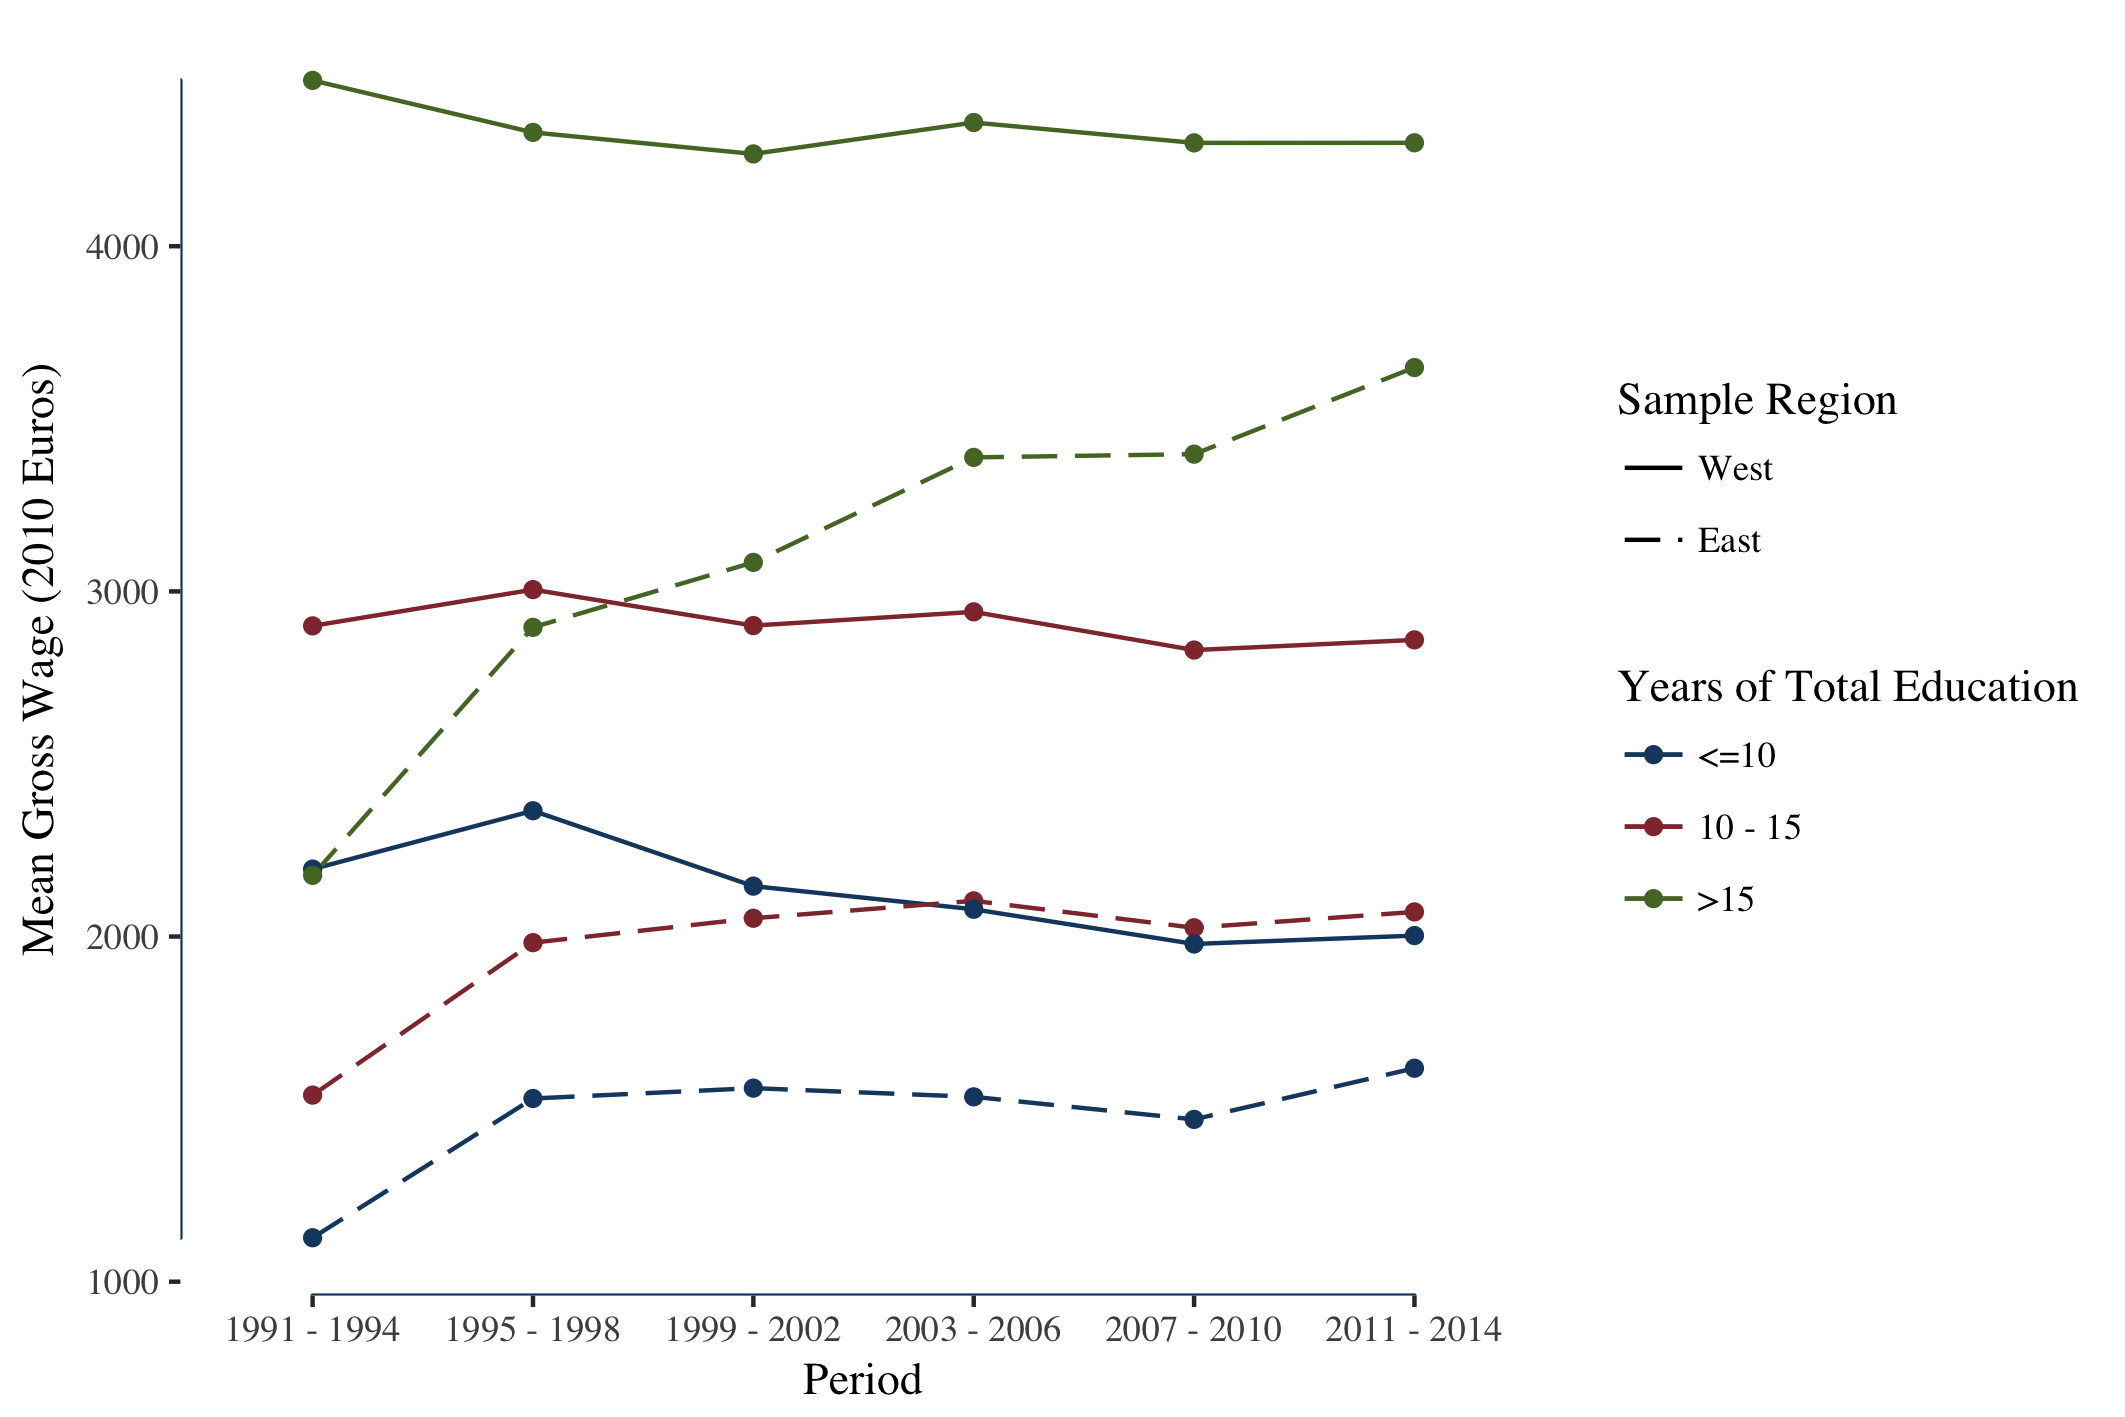 Mean Gross Wage (2010 Euros)
4000
3000
2000
1000
1991 - 1994
1995 - 1998
1999 - 2002
2003 - 2006
2007 - 2010
2011 - 2014
Period
Sample Region
West
East
Years of Total Education
<=10
10 - 15
>15